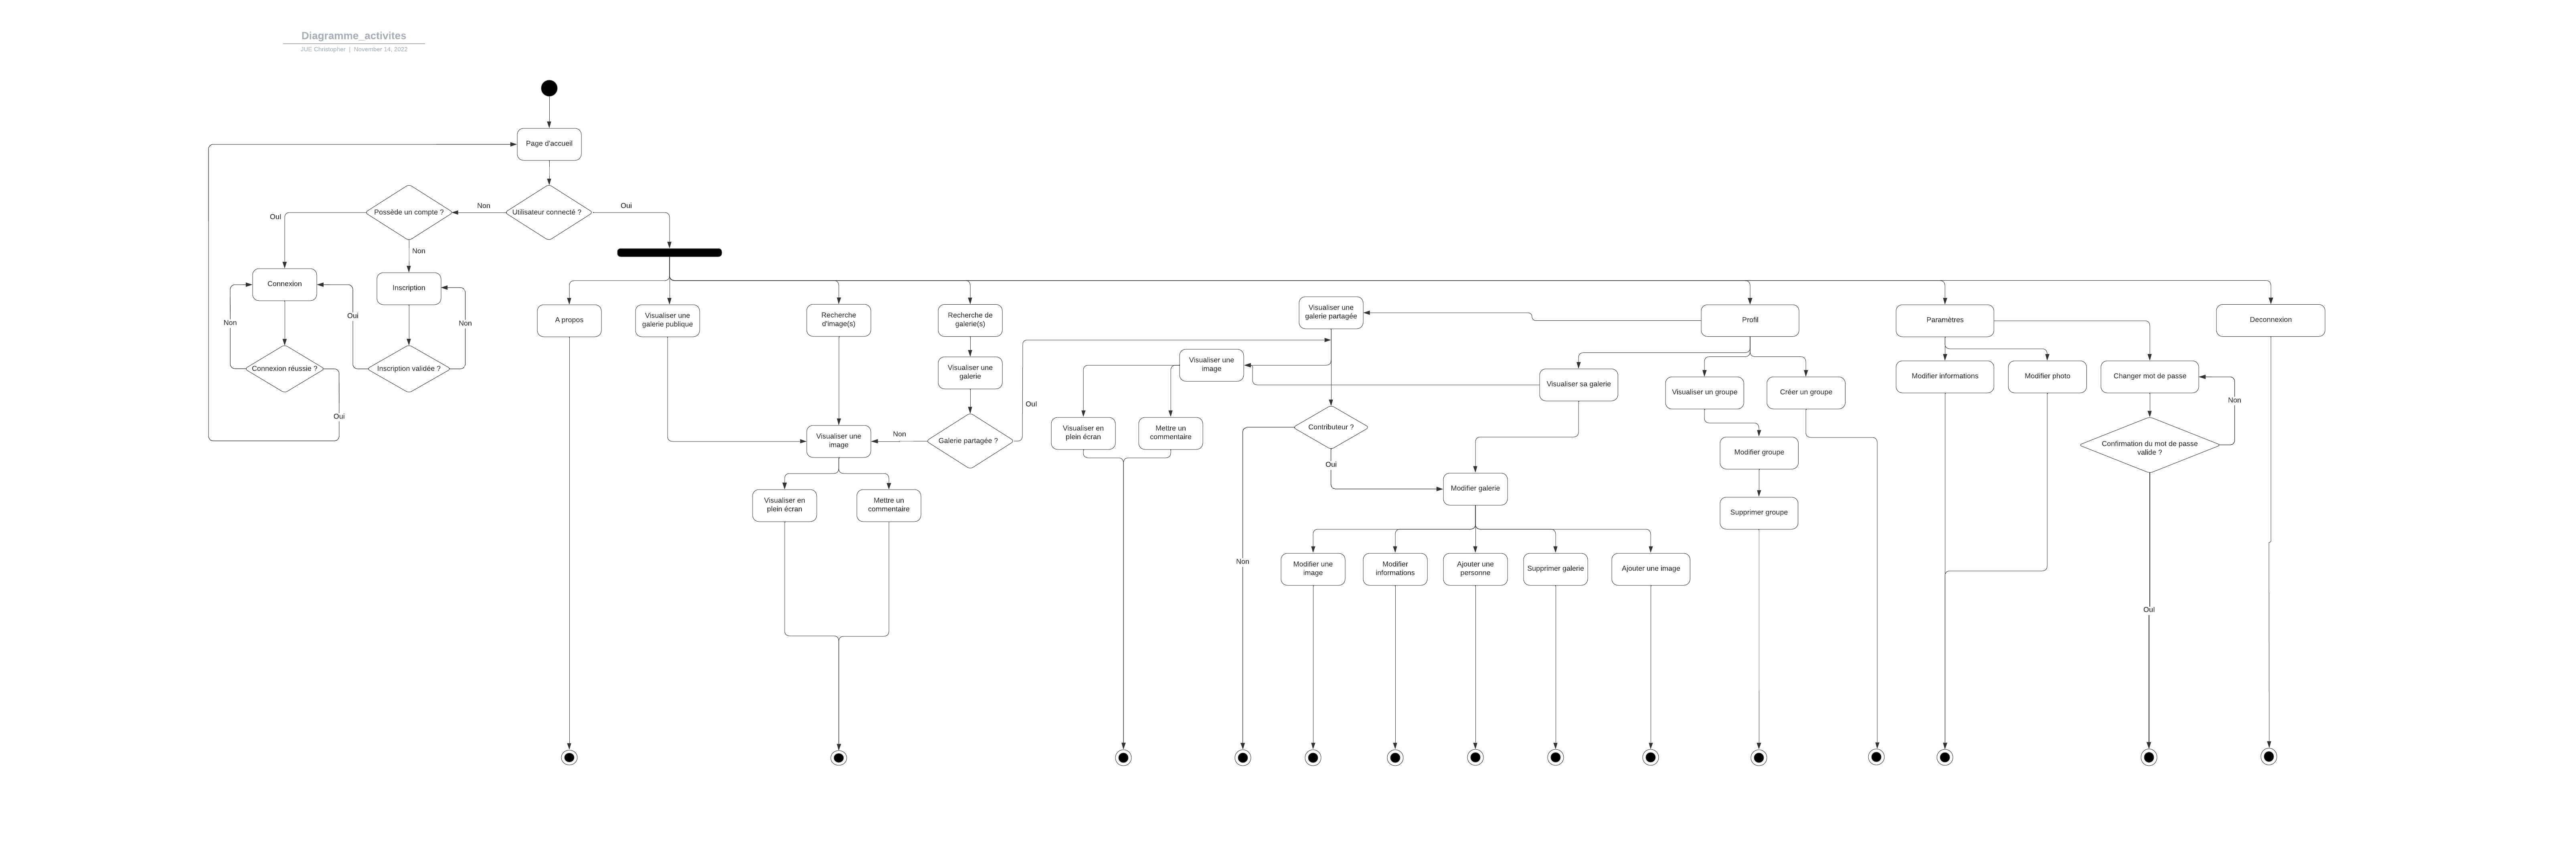 Diagramme_activites
JUE Christopher | November 14, 2022
Page d'accueil
Possède un compte ?
Non
Utilisateur connecté ?
Oui
Oui
Non
Connexion
Inscription
Non
Oui
Non
Connexion réussie ?
Inscription validée ?
Oui
A propos
Visualiser une
galerie publique
Recherche
d'image(s)
Recherche de
galerie(s)
Visualiser une
galerie partagée
Profil
Paramètres
Deconnexion
Visualiser une
galerie
Visualiser une
image
Visualiser sa galerie
Visualiser un groupe
Créer un groupe
Modifier informations
Modifier photo
Changer mot de passe
Non
Oui
Visualiser une
image
Non
Galerie partagée ?
Visualiser en
plein écran
Mettre un
commentaire
Contributeur ?
Oui
Modifier groupe
Confirmation du mot de passe
valide ?
Visualiser en
plein écran
Mettre un
commentaire
Modifier galerie
Supprimer groupe
Non
Modifier une
image
Modifier
informations
Ajouter une
personne
Supprimer galerie
Ajouter une image
Oui